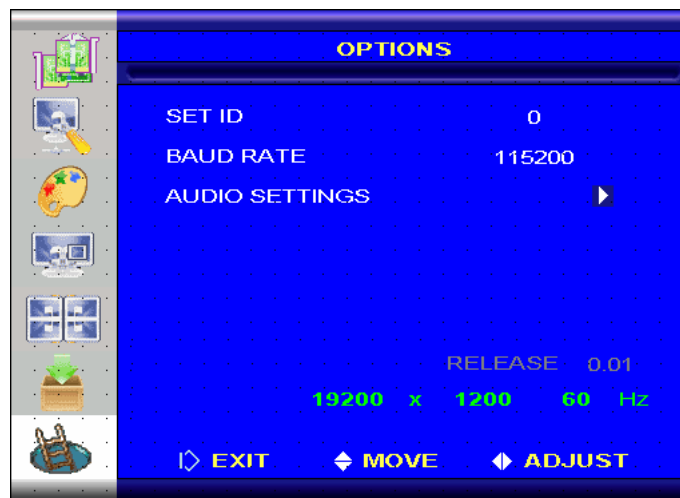 OPTIONS
SET ID 0
BAUD RATE 115200
AUDIO SETTINGS
RELEASE 0.01
19200 x 1200 60 Hz
EXIT MOVE ADJUST